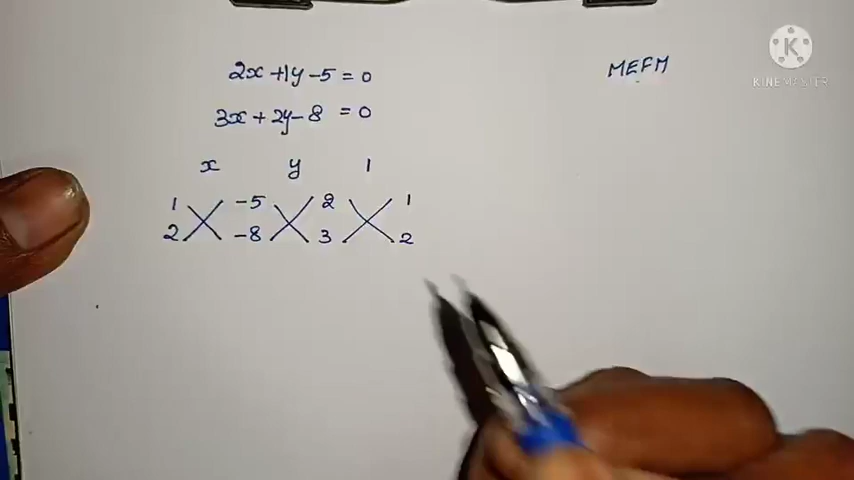 2x + 1y - 5 = 0
MEFM
3x + 2y - 8 = 0
x y 1
1 -5 2 1
2 -8 3 2
K
KINEMASTER